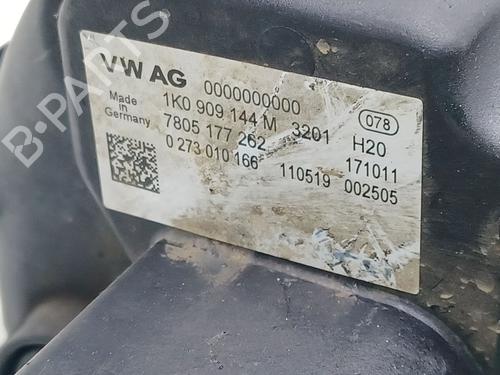 B-PARTS
VW AG 0000000000
Made in Germany 1K0 909 144 M 3201 078
7805 177 262 H20
0 273 010 166 171011
110519 002505